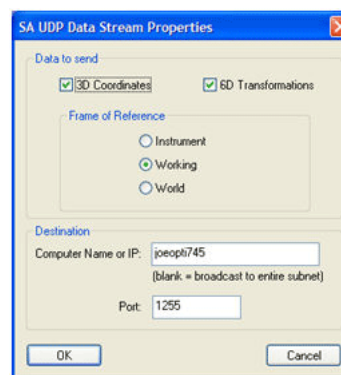 SA UDP Data Stream Properties
Data to send
3D Coordinates 6D Transformations
Frame of Reference
Instrument
Working
World
Destination
Computer Name or IP: joeopti745
(blank = broadcast to entire subnet)
Port: 1255
OK Cancel